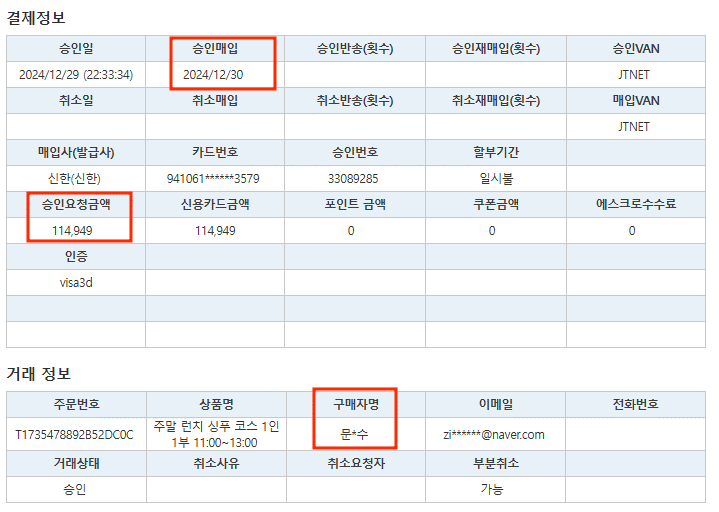 결제정보
승인일 승인매입 승인반송(횟수) 승인재매입(횟수) 승인VAN
2024/12/29 (22:33:34) 2024/12/30 JTNET
취소일 취소매입 취소반송(횟수) 취소재매입(횟수) 매입VAN
JTNET
매입사(발급사) 카드번호 승인번호 할부기간
신한(신한) 941061******3579 33089285 일시불
승인요청금액 신용카드금액 포인트 금액 쿠폰금액 에스크로수수료
114,949 114,949 0 0 0
인증
visa3d
거래 정보
주문번호 상품명 구매자명 이메일 전화번호
T1735478892B52DC0C 주말 런치 싱푸 코스 1인 문*수 zi******@naver.com
1부 11:00~13:00
거래상태 취소사유 취소요청자 부분취소
승인 가능